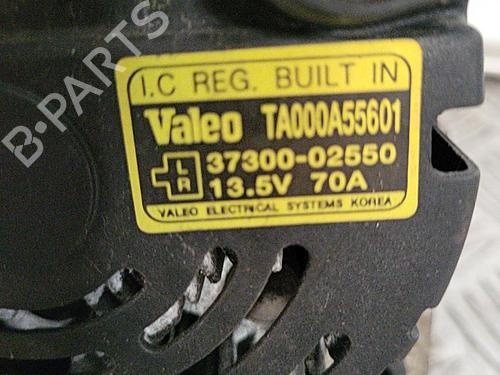 I.C REG. BUILT IN
Valeo TA000A55601
L R 37300-02550
13.5V 70A
VALEO ELECTRICAL SYSTEMS KOREA
B-PARTS